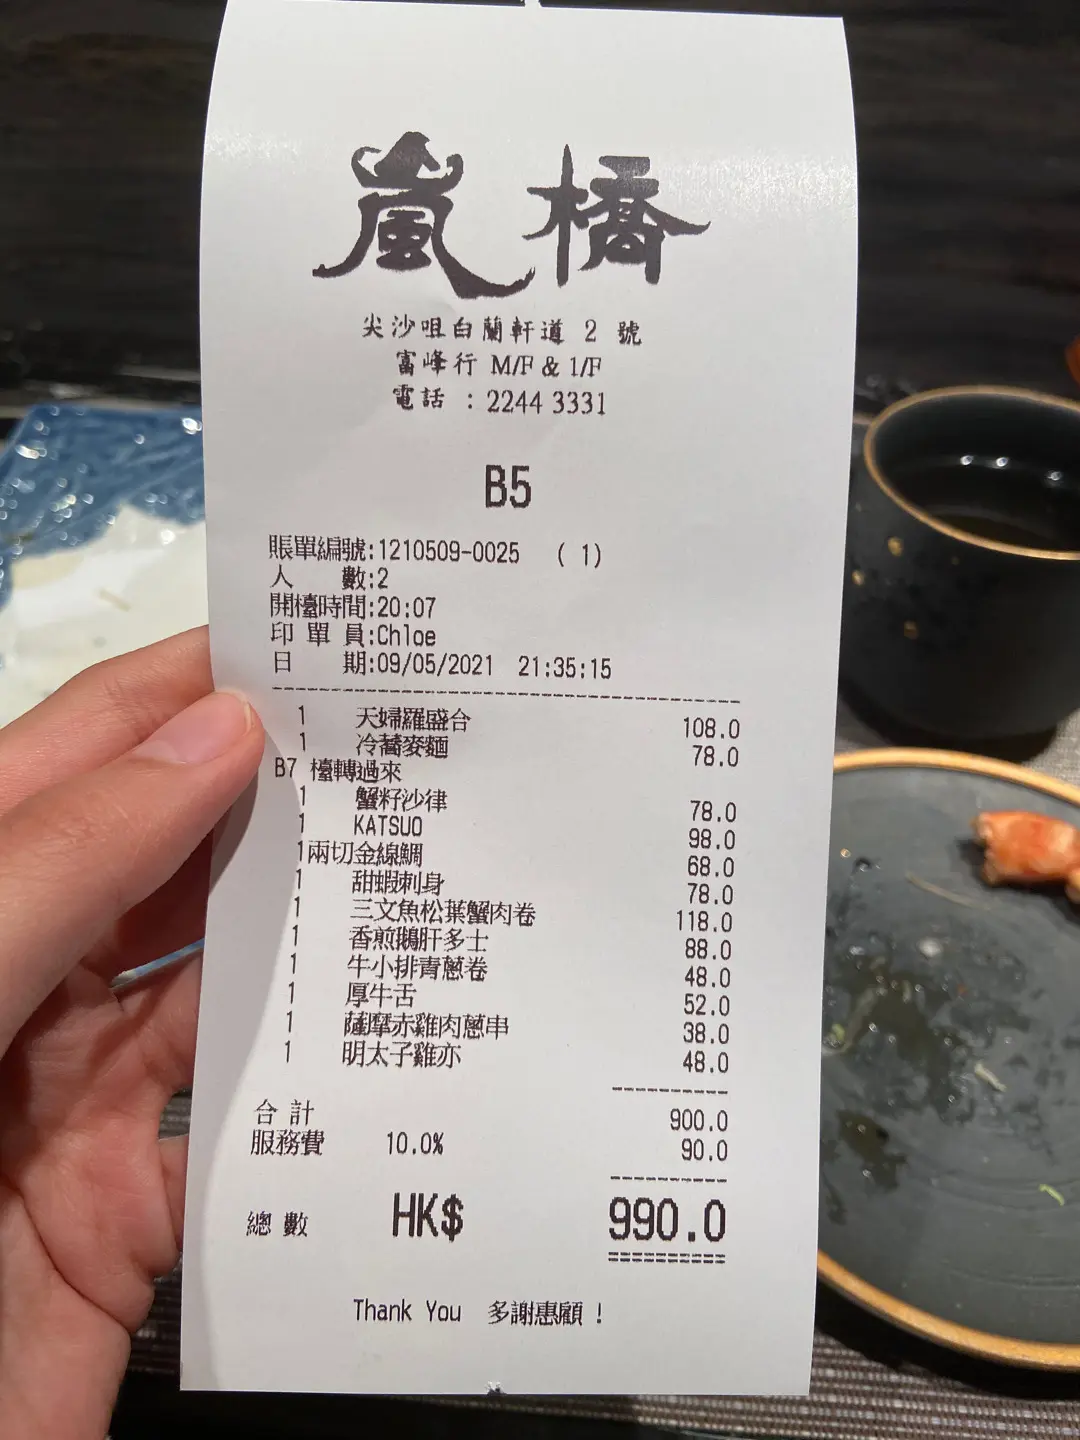 嵐橋
尖沙咀白蘭軒道 2 號
富峰行 M/F & 1/F
電話 : 2244 3331
B5
賬單編號:1210509-0025 ( 1)
人 數:2
開檯時間:20:07
印 單 員:Chloe
日 期:09/05/2021 21:35:15
1 天婦羅盛合 108.0
1 冷蕎麥麵 78.0
B7 檯轉過來
1 蟹籽沙律 78.0
1 KATSUO 98.0
1兩切金線鯛 68.0
1 甜蝦刺身 78.0
1 三文魚松葉蟹肉卷 118.0
1 香煎鵝肝多士 88.0
1 牛小排青蔥卷 48.0
1 厚牛舌 52.0
1 薩摩赤雞肉蔥串 38.0
1 明太子雞亦 48.0
合 計 900.0
服務費 10.0% 90.0
總 數 HK$ 990.0
Thank You 多謝惠顧 !